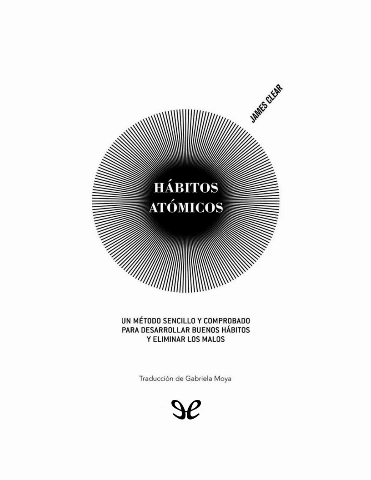 JAMES CLEAR
HÁBITOS
ATÓMICOS
UN MÉTODO SENCILLO Y COMPROBADO
PARA DESARROLLAR BUENOS HÁBITOS
Y ELIMINAR LOS MALOS
Traducción de Gabriela Moya